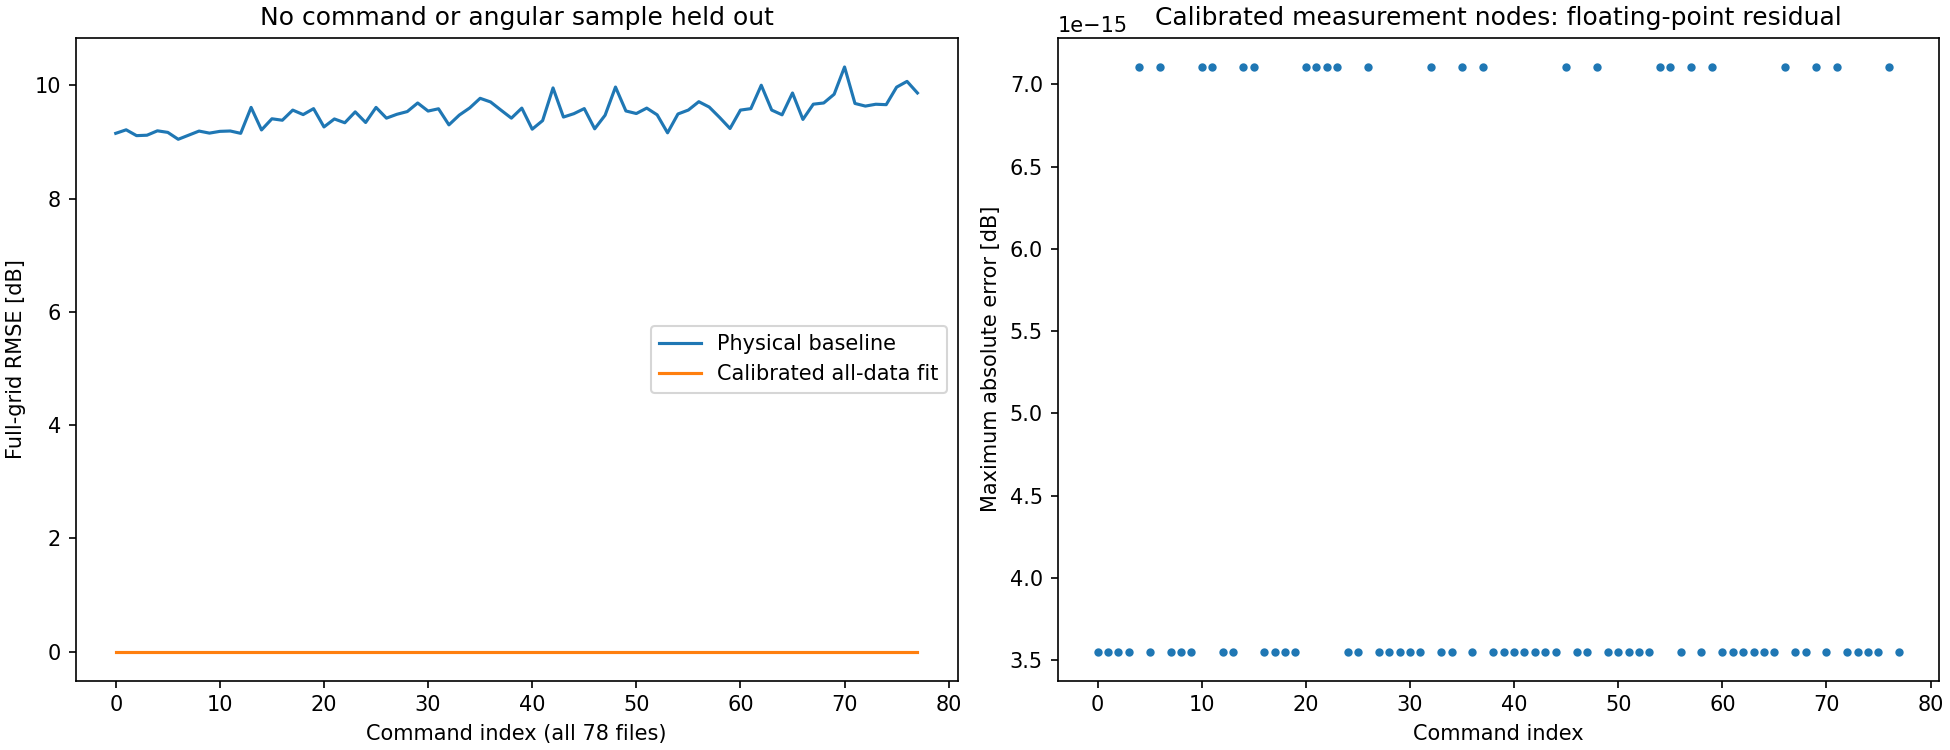 No command or angular sample held out
10
8
6
4
2
0
Full-grid RMSE [dB]
Physical baseline
Calibrated all-data fit
0 10 20 30 40 50 60 70 80
Command index (all 78 files)
Calibrated measurement nodes: floating-point residual
1e−15
7.0
6.5
6.0
5.5
5.0
4.5
4.0
3.5
Maximum absolute error [dB]
0 10 20 30 40 50 60 70 80
Command index